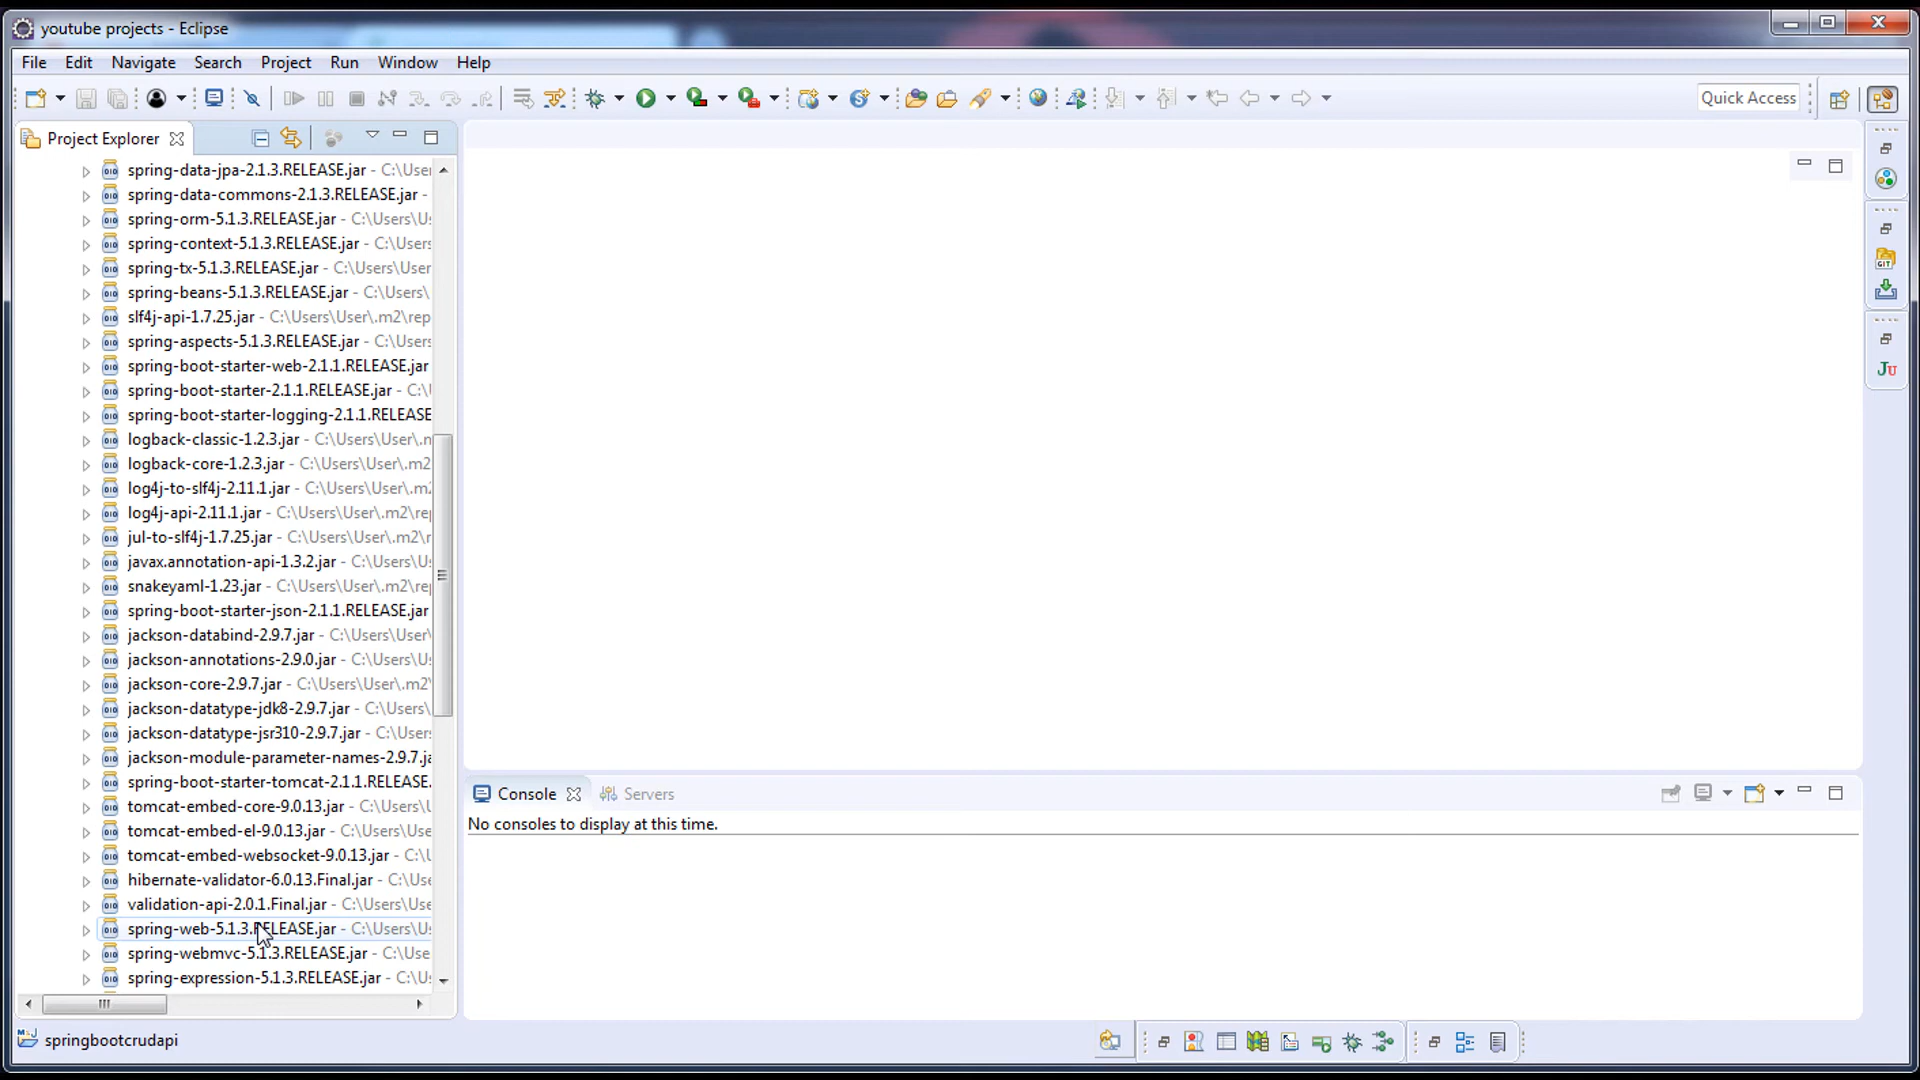 youtube projects - Eclipse
File Edit Navigate Search Project Run Window Help
Quick Access
Project Explorer
spring-data-jpa-2.1.3.RELEASE.jar - C:\User
spring-data-commons-2.1.3.RELEASE.jar -
spring-orm-5.1.3.RELEASE.jar - C:\Users\Us
spring-context-5.1.3.RELEASE.jar - C:\Users
spring-tx-5.1.3.RELEASE.jar - C:\Users\User
spring-beans-5.1.3.RELEASE.jar - C:\Users\
slf4j-api-1.7.25.jar - C:\Users\User\.m2\rep
spring-aspects-5.1.3.RELEASE.jar - C:\Users
spring-boot-starter-web-2.1.1.RELEASE.jar
spring-boot-starter-2.1.1.RELEASE.jar - C:\
spring-boot-starter-logging-2.1.1.RELEASE
logback-classic-1.2.3.jar - C:\Users\User\.m
logback-core-1.2.3.jar - C:\Users\User\.m2
log4j-to-slf4j-2.11.1.jar - C:\Users\User\.m
log4j-api-2.11.1.jar - C:\Users\User\.m2\rep
jul-to-slf4j-1.7.25.jar - C:\Users\User\.m2\r
javax.annotation-api-1.3.2.jar - C:\Users\Us
snakeyaml-1.23.jar - C:\Users\User\.m2\rep
spring-boot-starter-json-2.1.1.RELEASE.jar
jackson-databind-2.9.7.jar - C:\Users\User\
jackson-annotations-2.9.0.jar - C:\Users\Us
jackson-core-2.9.7.jar - C:\Users\User\.m2\
jackson-datatype-jdk8-2.9.7.jar - C:\Users\
jackson-datatype-jsr310-2.9.7.jar - C:\Users
jackson-module-parameter-names-2.9.7.ja
spring-boot-starter-tomcat-2.1.1.RELEASE.
tomcat-embed-core-9.0.13.jar - C:\Users\U
tomcat-embed-el-9.0.13.jar - C:\Users\User
tomcat-embed-websocket-9.0.13.jar - C:\U
hibernate-validator-6.0.13.Final.jar - C:\Use
validation-api-2.0.1.Final.jar - C:\Users\Use
spring-web-5.1.3.RELEASE.jar - C:\Users\Us
spring-webmvc-5.1.3.RELEASE.jar - C:\Use
spring-expression-5.1.3.RELEASE.jar - C:\Us
Console Servers
No consoles to display at this time.
springbootcrudapi